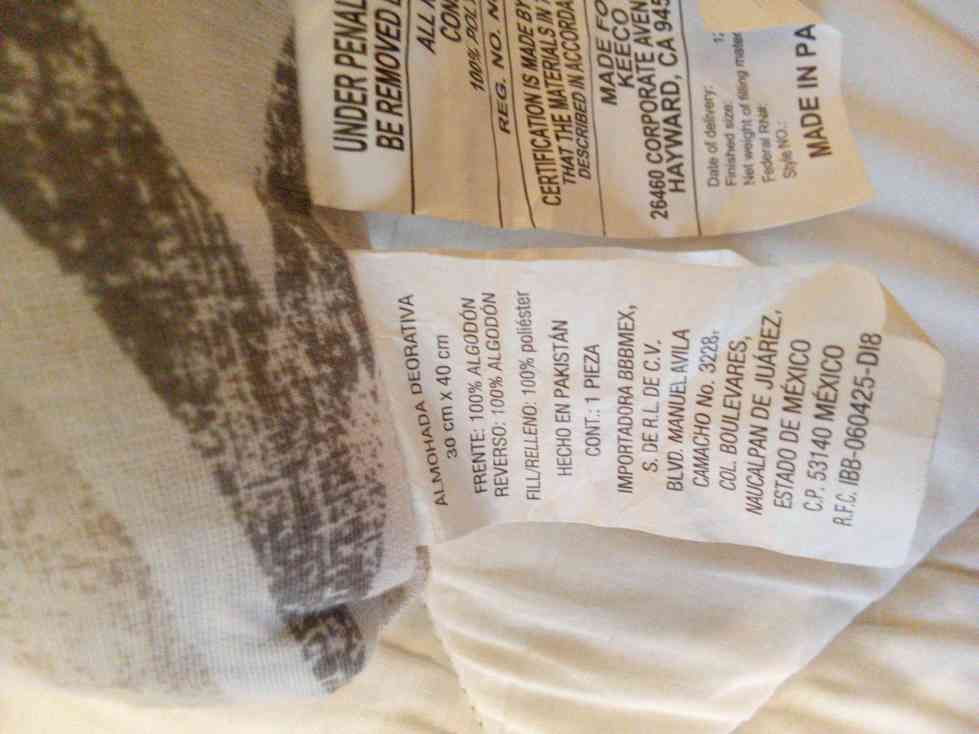 UNDER PENAL
BE REMOVED
ALL
CON
100% POL
REG. NO.
CERTIFICATION IS MADE BY
THAT THE MATERIALS IN
DESCRIBED IN ACCORDA
MADE FO
KEECO
26460 CORPORATE AVEN
HAYWARD, CA 945
Date of delivery: 12
Finished size:
Net weight of filling mater
Federal RN#:
Style NO.:
MADE IN PA
ALMOHADA DEORATIVA
30 cm x 40 cm
FRENTE: 100% ALGODÓN
REVERSO: 100% ALGODÓN
FILL/RELLENO: 100% poliéster
HECHO EN PAKISTÁN
CONT.: 1 PIEZA
IMPORTADORA BBBMEX,
S. DE R.L. DE C.V.
BLVD. MANUEL AVILA
CAMACHO No. 3228,
COL. BOULEVARES,
NAUCALPAN DE JUÁREZ,
ESTADO DE MÉXICO
C.P. 53140 MÉXICO
R.F.C. IBB-060425-DI8